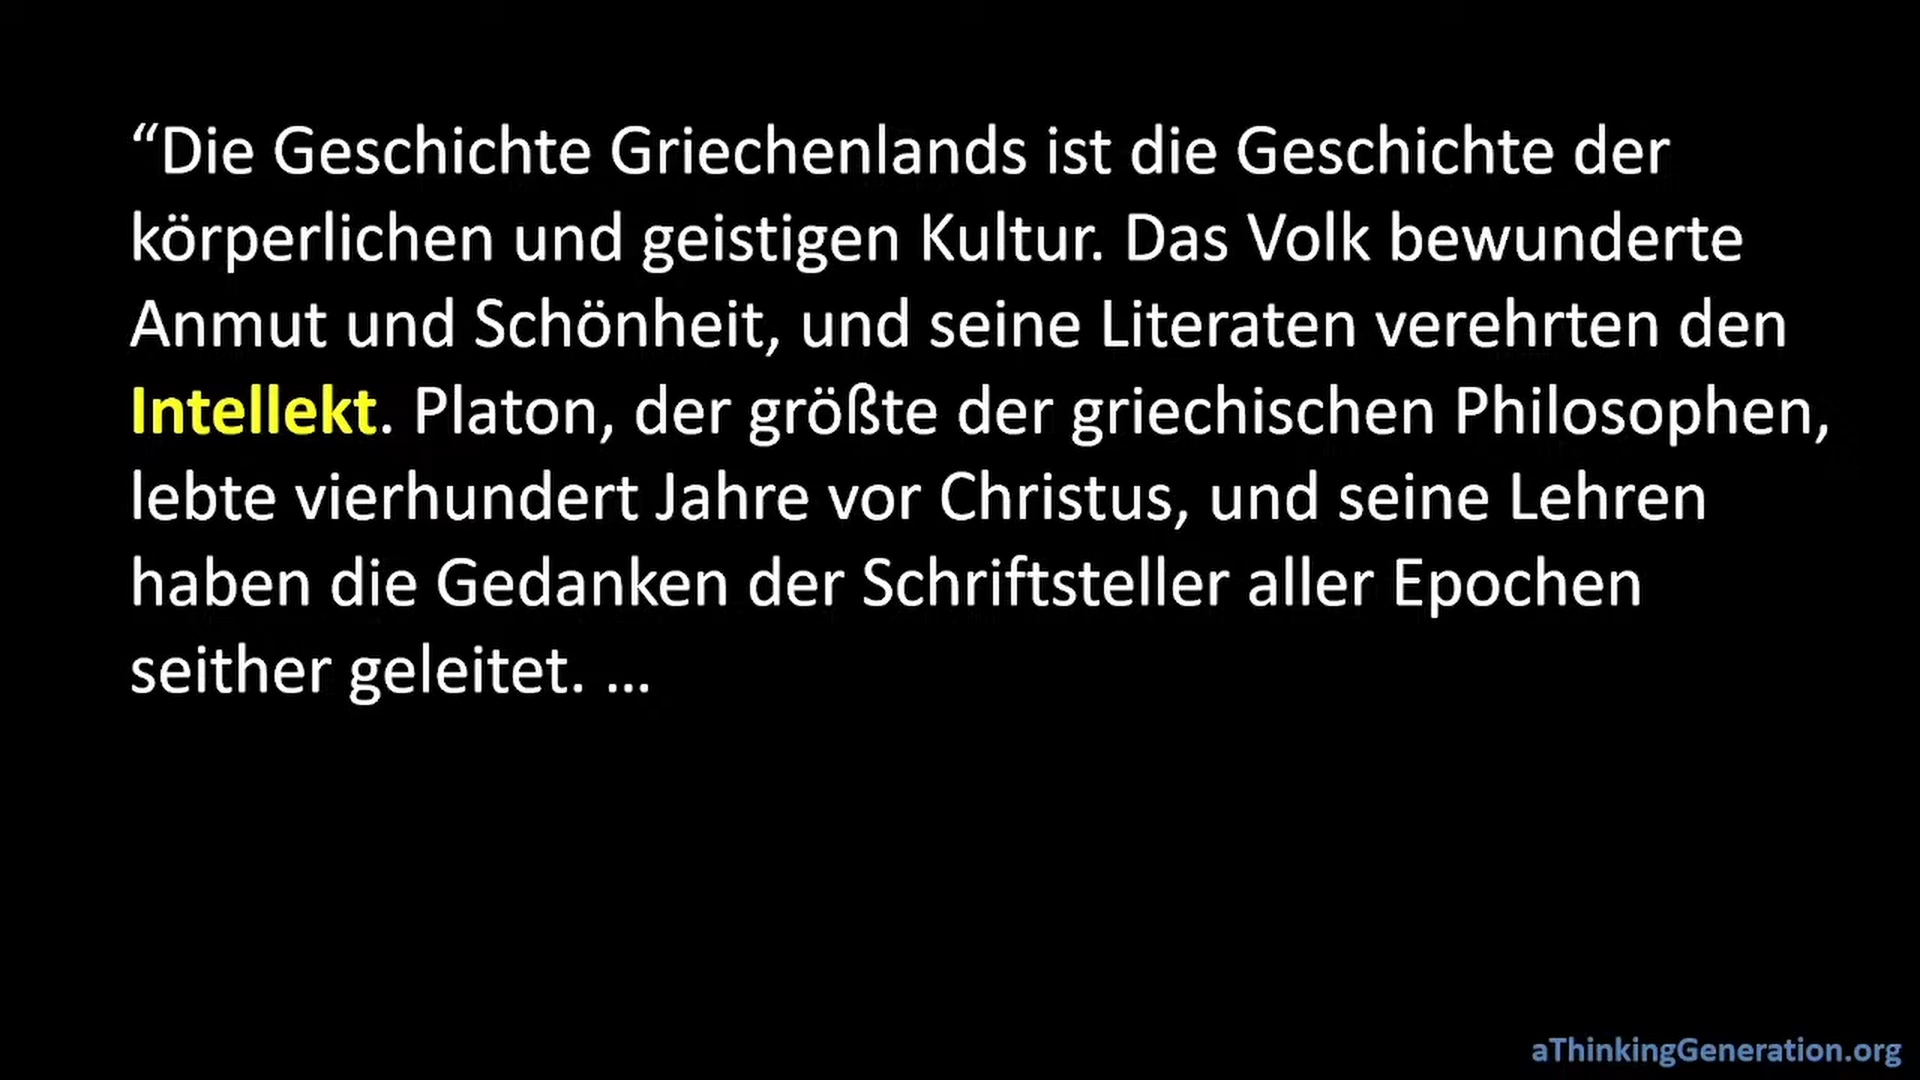 “Die Geschichte Griechenlands ist die Geschichte der
körperlichen und geistigen Kultur. Das Volk bewunderte
Anmut und Schönheit, und seine Literaten verehrten den
Intellekt. Platon, der größte der griechischen Philosophen,
lebte vierhundert Jahre vor Christus, und seine Lehren
haben die Gedanken der Schriftsteller aller Epochen
seither geleitet. ...
aThinkingGeneration.org